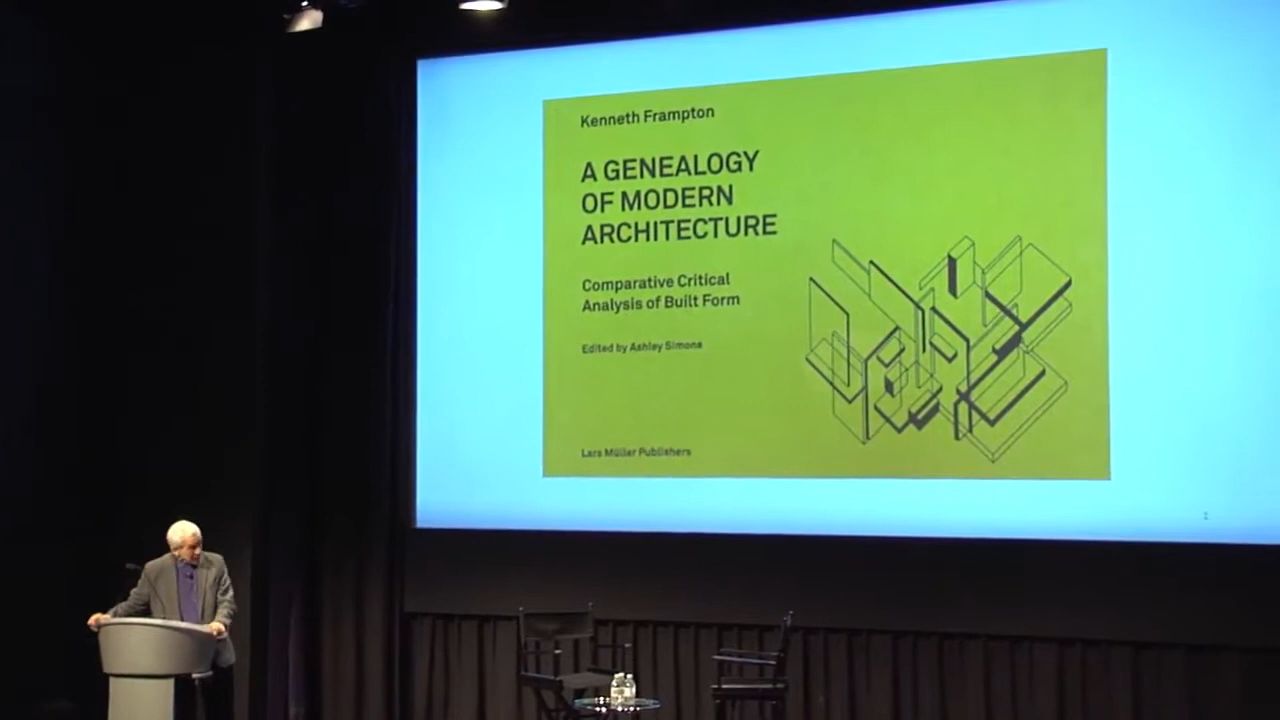 Kenneth Frampton
A GENEALOGY
OF MODERN
ARCHITECTURE
Comparative Critical
Analysis of Built Form
Edited by Ashley Simone
Lars Müller Publishers